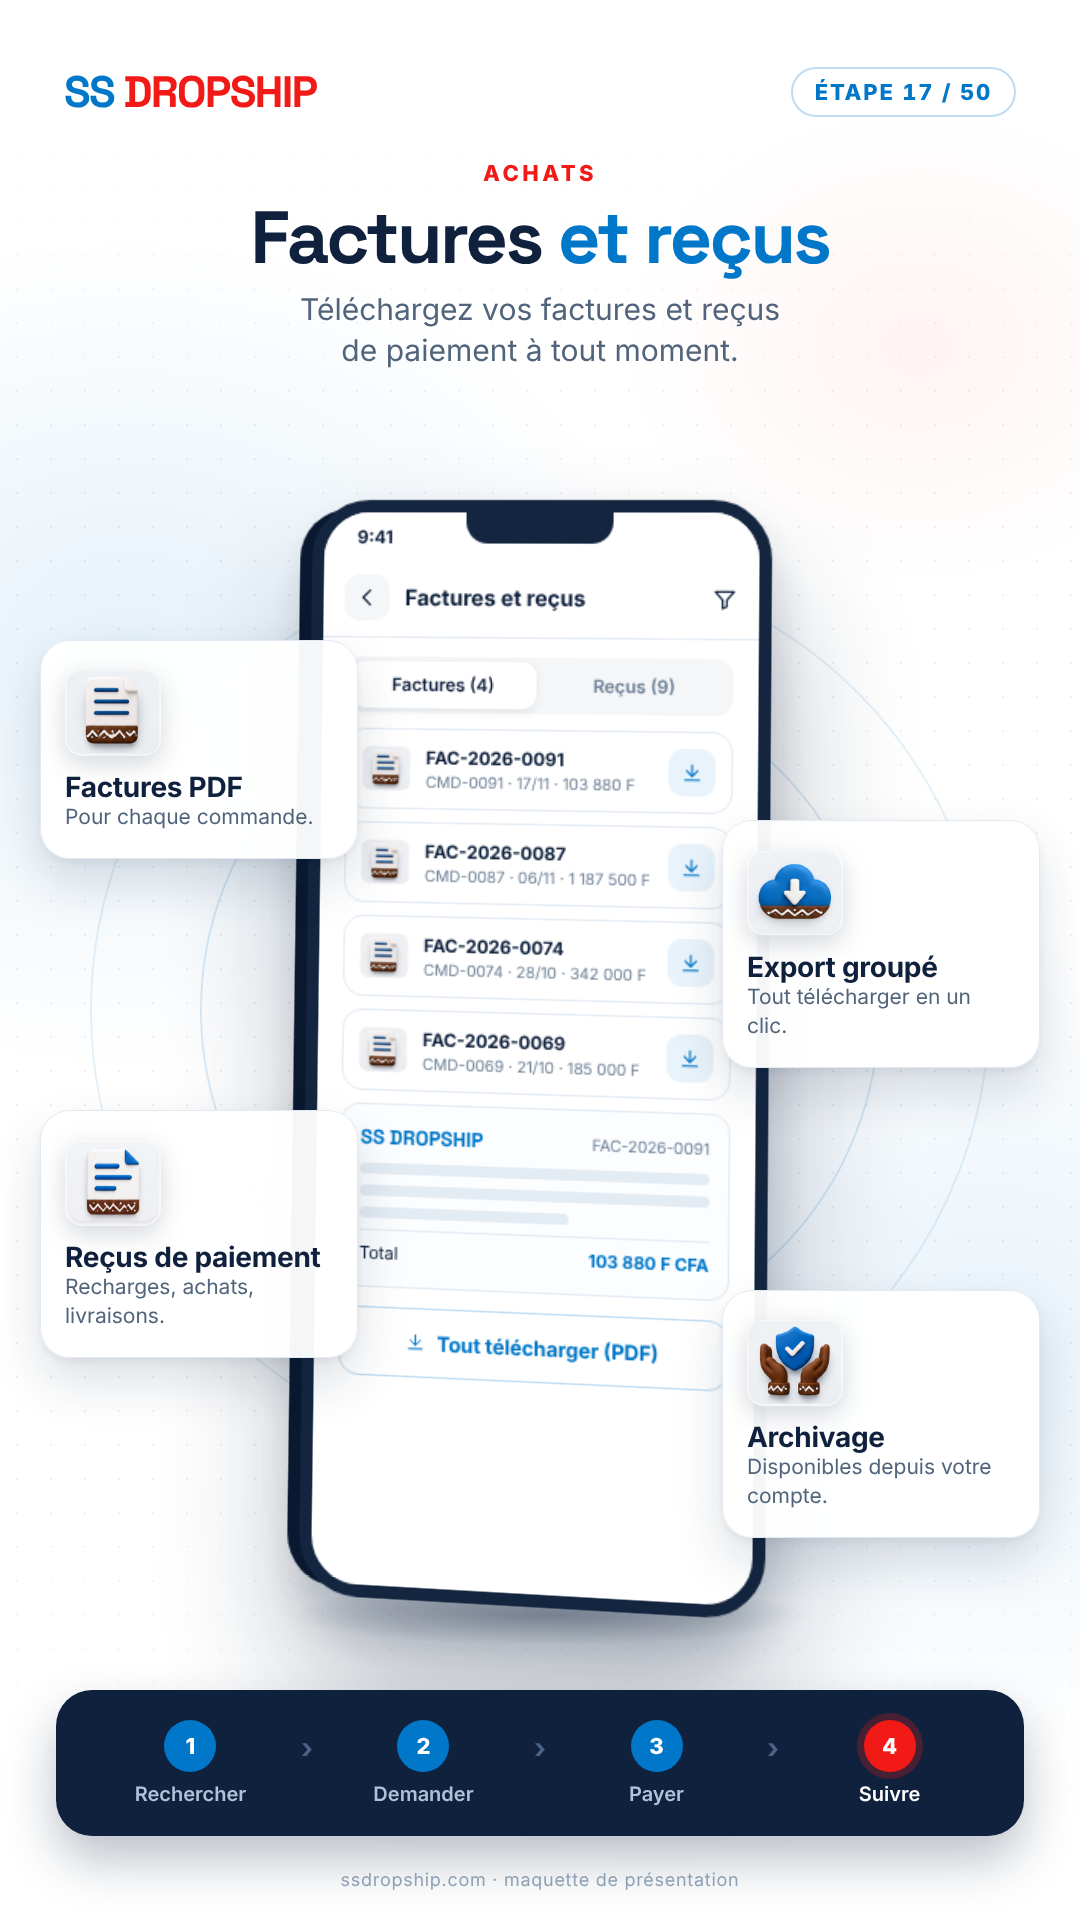 SS DROPSHIP
ÉTAPE 17 / 50
ACHATS
Factures et reçus
Téléchargez vos factures et reçus
de paiement à tout moment.
9:41
Factures et reçus
Factures (4)
Reçus (9)
FAC-2026-0091
CMD-0091 · 17/11 · 103 880 F
FAC-2026-0087
CMD-0087 · 06/11 · 1 187 500 F
FAC-2026-0074
CMD-0074 · 28/10 · 342 000 F
FAC-2026-0069
CMD-0069 · 21/10 · 185 000 F
SS DROPSHIP
FAC-2026-0091
Total
103 880 F CFA
Tout télécharger (PDF)
Factures PDF
Pour chaque commande.
Export groupé
Tout télécharger en un
clic.
Reçus de paiement
Recharges, achats,
livraisons.
Archivage
Disponibles depuis votre
compte.
1
Rechercher
2
Demander
3
Payer
4
Suivre
ssdropship.com · maquette de présentation